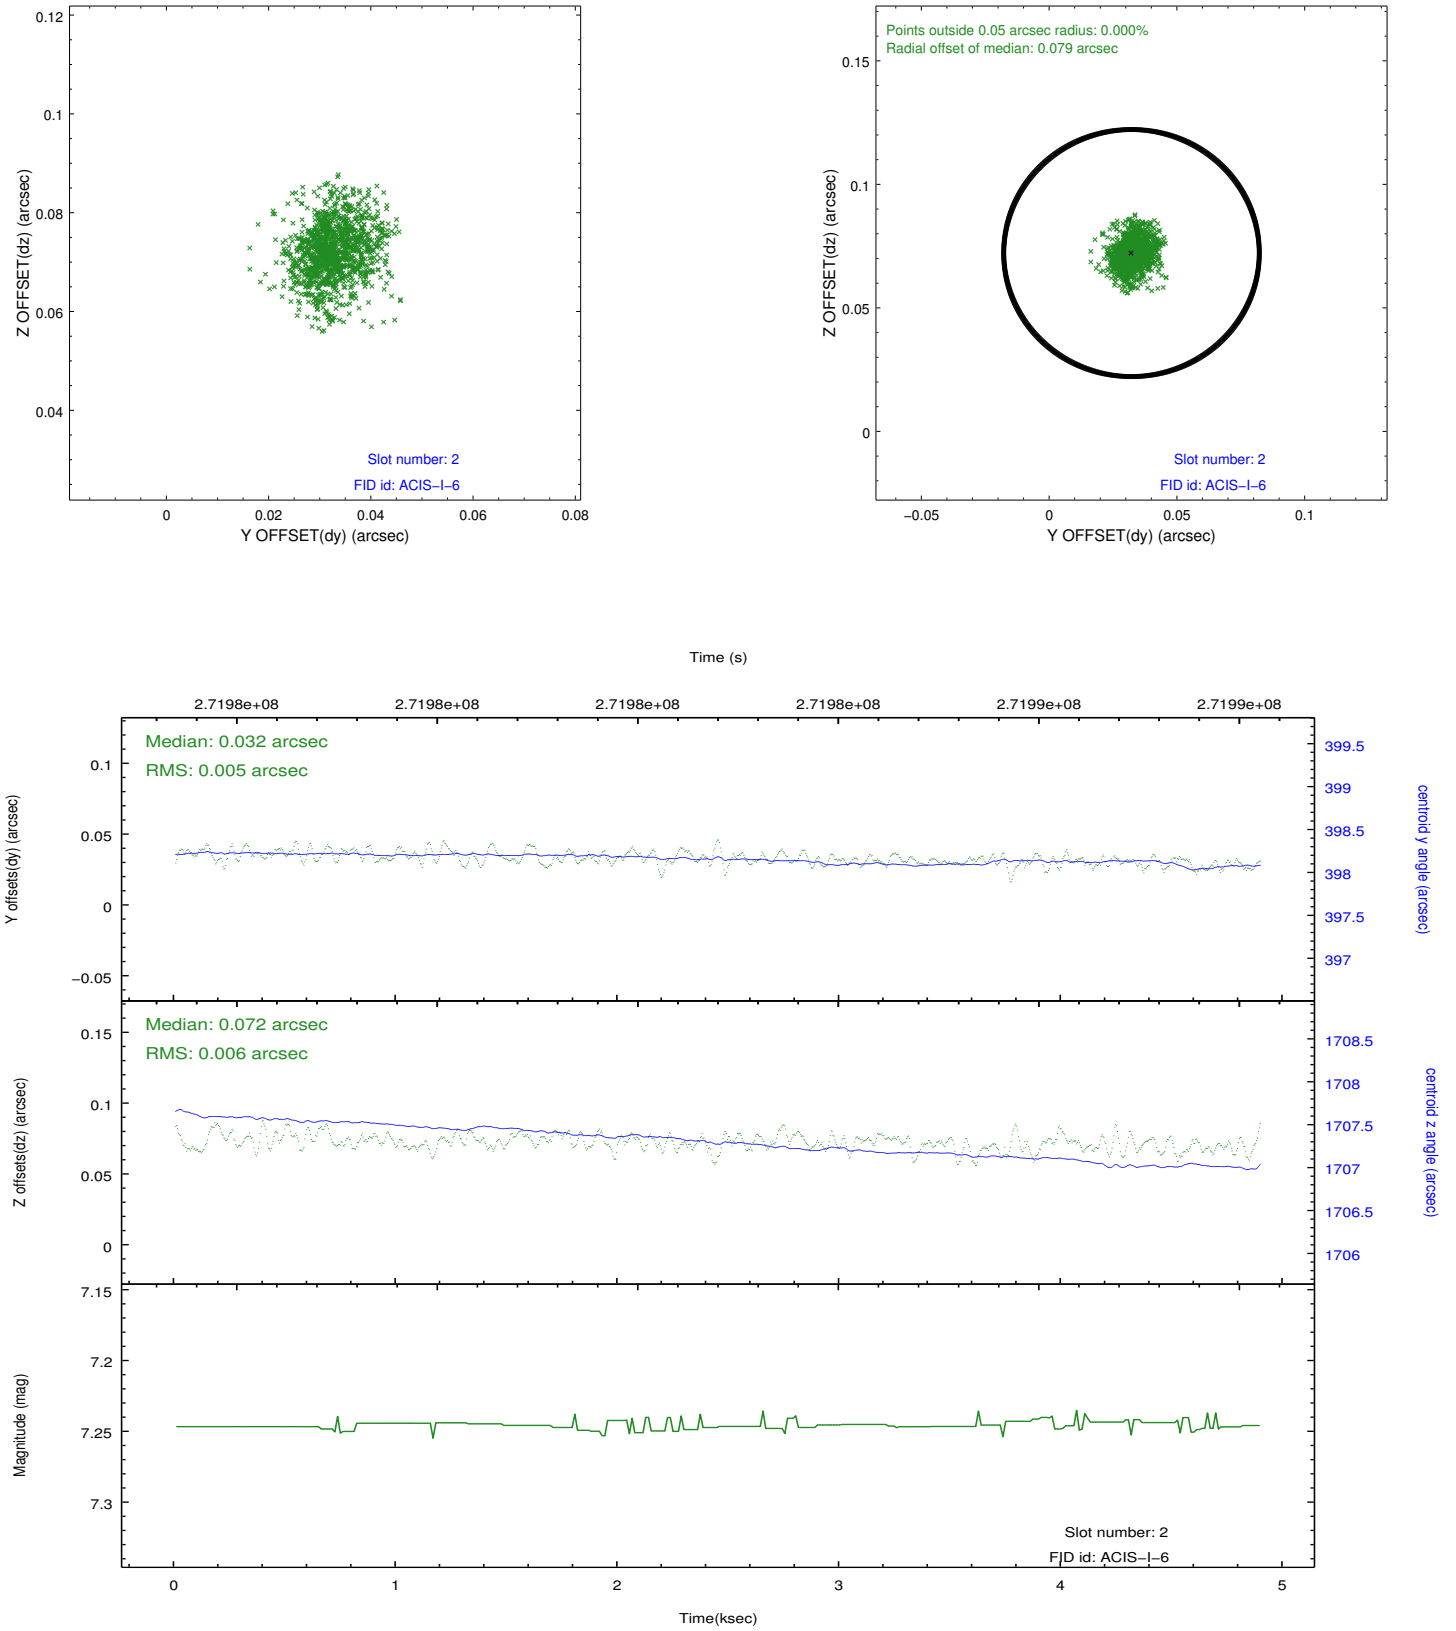 0.12
0.1
0.08
0.06
0.04
Z OFFSET(dz) (arcsec)
Slot number: 2
FID id: ACIS−I−6
0
0.02
0.04
0.06
0.08
Y OFFSET(dy) (arcsec)
Points outside 0.05 arcsec radius: 0.000%
Radial offset of median: 0.079 arcsec
0.15
0.1
0.05
0
Z OFFSET(dz) (arcsec)
Slot number: 2
FID id: ACIS−I−6
−0.05
0
0.05
0.1
Y OFFSET(dy) (arcsec)
Time (s)
2.7198e+08
2.7198e+08
2.7198e+08
2.7198e+08
2.7199e+08
2.7199e+08
Median: 0.032 arcsec
RMS: 0.005 arcsec
0.1
0.05
0
−0.05
Y offsets(dy) (arcsec)
399.5
399
398.5
398
397.5
397
centroid y angle (arcsec)
Median: 0.072 arcsec
RMS: 0.006 arcsec
0.15
0.1
0.05
0
Z offsets(dz) (arcsec)
1708.5
1708
1707.5
1707
1706.5
1706
centroid z angle (arcsec)
7.15
7.2
7.25
7.3
Magnitude (mag)
Slot number: 2
FID id: ACIS−I−6
0
1
2
3
4
5
Time(ksec)